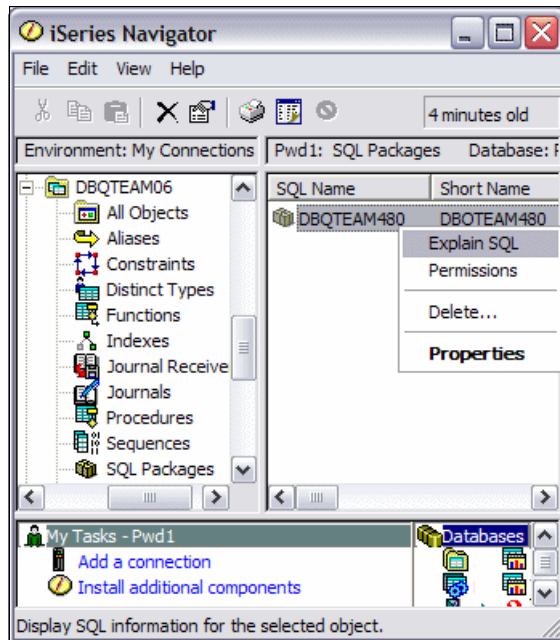 iSeries Navigator
File Edit View Help
4 minutes old
Environment: My Connections
Pwd1: SQL Packages Database:
DBQTEAM06
All Objects
Aliases
Constraints
Distinct Types
Functions
Indexes
Journal Receive
Journals
Procedures
Sequences
SQL Packages
SQL Name Short Name
DBQTEAM480 DBQTEAM480
Explain SQL
Permissions
Delete...
Properties
My Tasks - Pwd1
Add a connection
Install additional components
Databases
Display SQL information for the selected object.